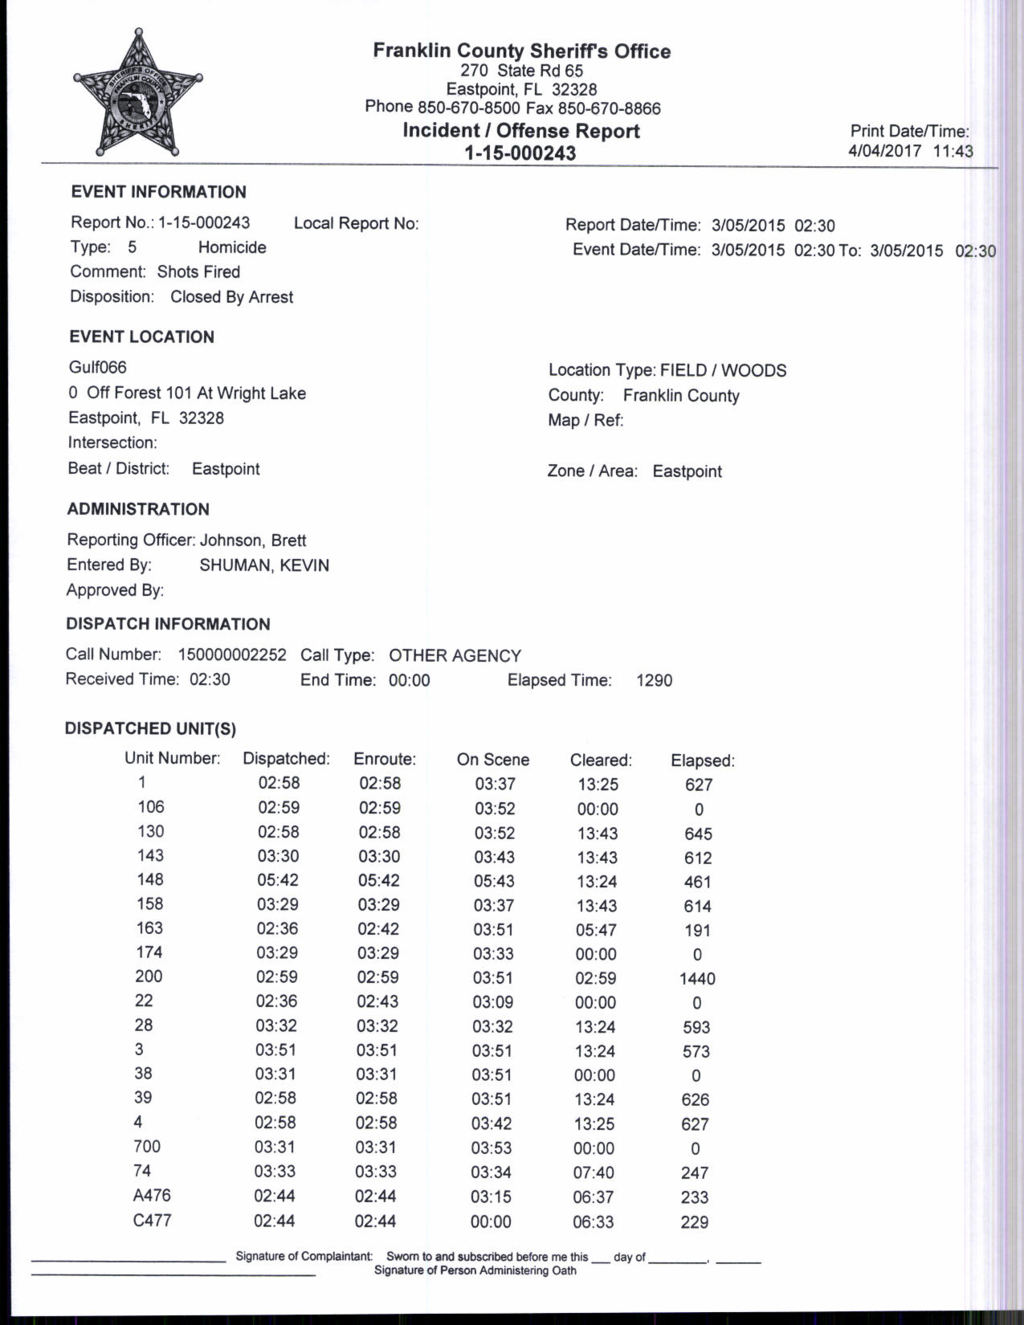 Franklin County Sheriff's Office
270 State Rd 65
Eastpoint, FL 32328
Phone 850-670-8500 Fax 850-670-8866
Incident / Offense Report
1-15-000243
Print Date/Time:
4/04/2017 11:43
EVENT INFORMATION
Report No.: 1-15-000243 Local Report No: Report Date/Time: 3/05/2015 02:30
Type: 5 Homicide Event Date/Time: 3/05/2015 02:30 To: 3/05/2015 02:30
Comment: Shots Fired
Disposition: Closed By Arrest
EVENT LOCATION
Gulf066 Location Type: FIELD / WOODS
0 Off Forest 101 At Wright Lake County: Franklin County
Eastpoint, FL 32328 Map / Ref:
Intersection:
Beat / District: Eastpoint Zone / Area: Eastpoint
ADMINISTRATION
Reporting Officer: Johnson, Brett
Entered By: SHUMAN, KEVIN
Approved By:
DISPATCH INFORMATION
Call Number: 150000002252 Call Type: OTHER AGENCY
Received Time: 02:30 End Time: 00:00 Elapsed Time: 1290
DISPATCHED UNIT(S)
Unit Number: Dispatched: Enroute: On Scene Cleared: Elapsed:
1 02:58 02:58 03:37 13:25 627
106 02:59 02:59 03:52 00:00 0
130 02:58 02:58 03:52 13:43 645
143 03:30 03:30 03:43 13:43 612
148 05:42 05:42 05:43 13:24 461
158 03:29 03:29 03:37 13:43 614
163 02:36 02:42 03:51 05:47 191
174 03:29 03:29 03:33 00:00 0
200 02:59 02:59 03:51 02:59 1440
22 02:36 02:43 03:09 00:00 0
28 03:32 03:32 03:32 13:24 593
3 03:51 03:51 03:51 13:24 573
38 03:31 03:31 03:51 00:00 0
39 02:58 02:58 03:51 13:24 626
4 02:58 02:58 03:42 13:25 627
700 03:31 03:31 03:53 00:00 0
74 03:33 03:33 03:34 07:40 247
A476 02:44 02:44 03:15 06:37 233
C477 02:44 02:44 00:00 06:33 229
Signature of Complaintant: Sworn to and subscribed before me this __ day of ________, ______
Signature of Person Administering Oath